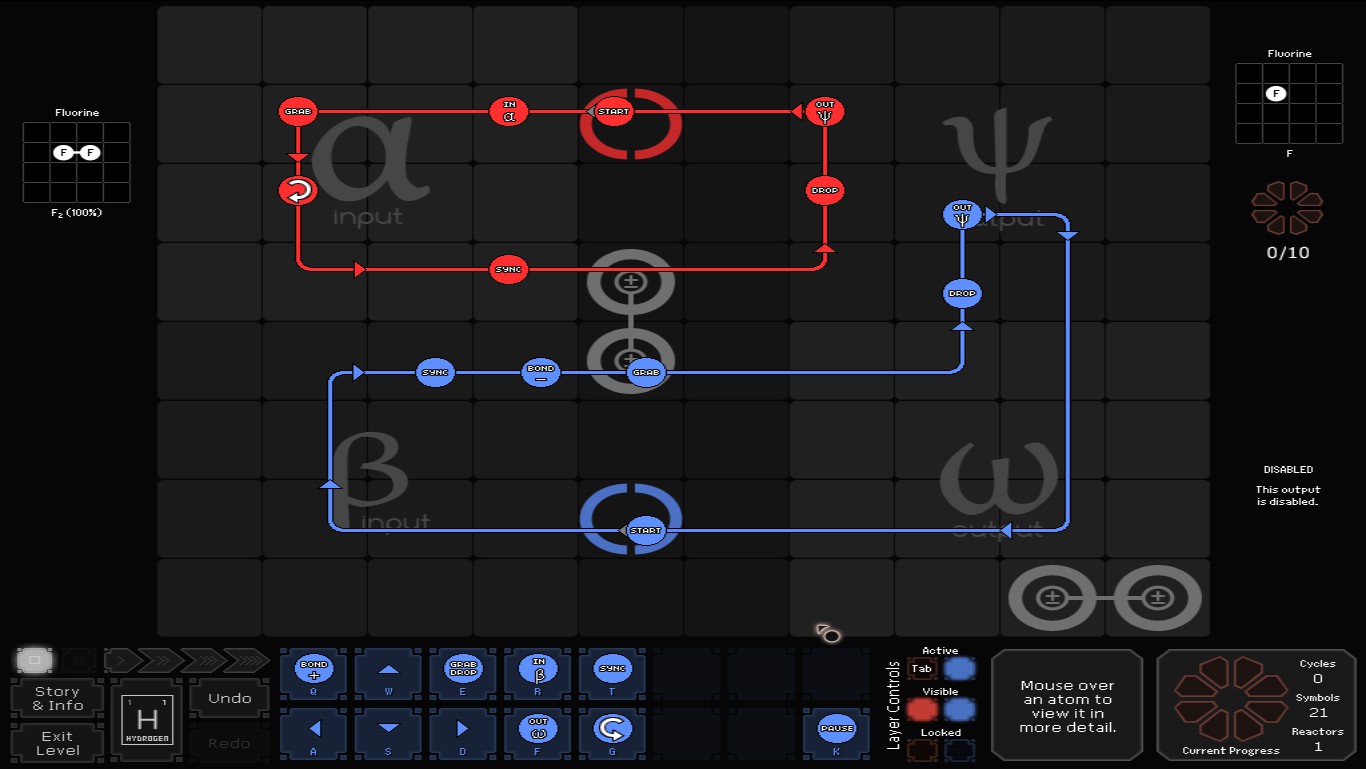 Fluorine
F F
F₂ (100%)
GRAB
IN
α
START
OUT
ψ
α
input
DROP
SYNC
ψ
output
OUT
ψ
DROP
±
±
SYNC
BOND
–
GRAB
β
input
START
ω
output
± ±
Fluorine
F
F
0/10
DISABLED
This output
is disabled.
Story
& Info
Exit
Level
1 1
H
HYDROGEN
Undo
Redo
BOND
+
Q
W
GRAB
DROP
E
IN
β
R
SYNC
T
A
S
D
OUT
ω
F
G
PAUSE
K
Layer Controls
Active
Tab
Visible
Locked
Mouse over
an atom to
view it in
more detail.
Cycles
0
Symbols
21
Reactors
1
Current Progress